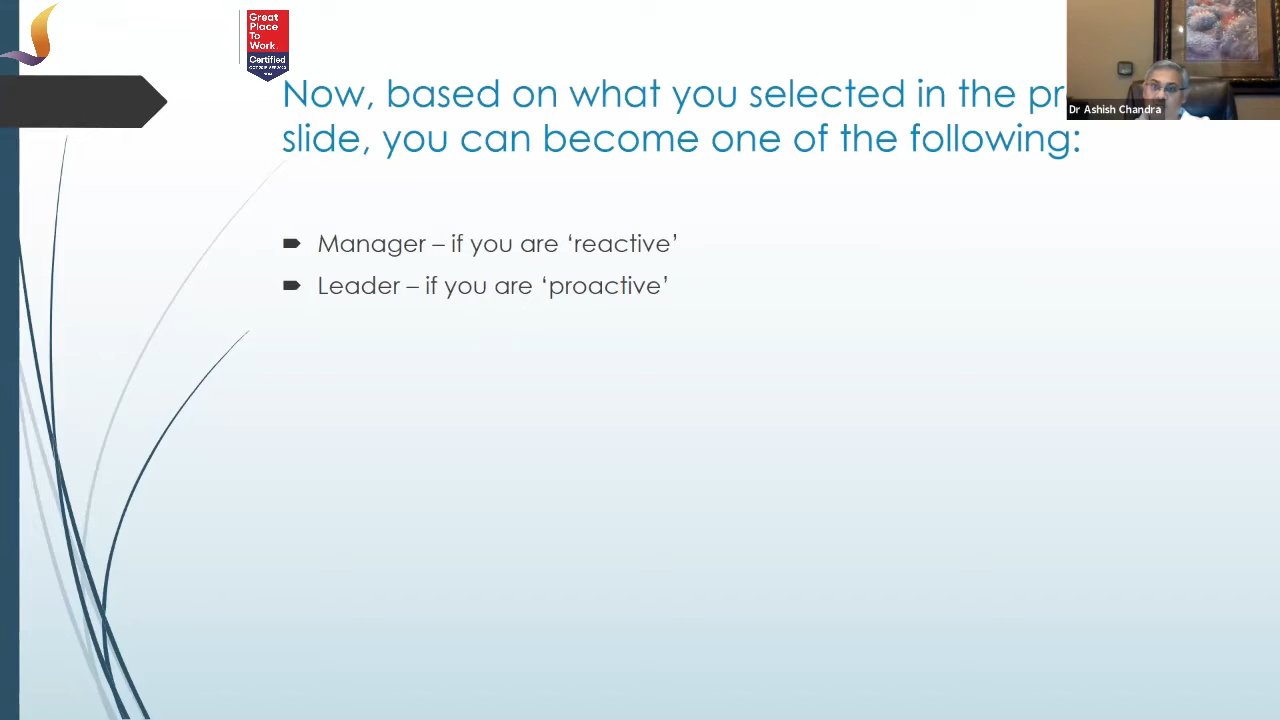 Great
Place
To
Work.
Certified
Now, based on what you selected in the
slide, you can become one of the following:
Dr Ashish Chandra
Manager – if you are ‘reactive’
Leader – if you are ‘proactive’